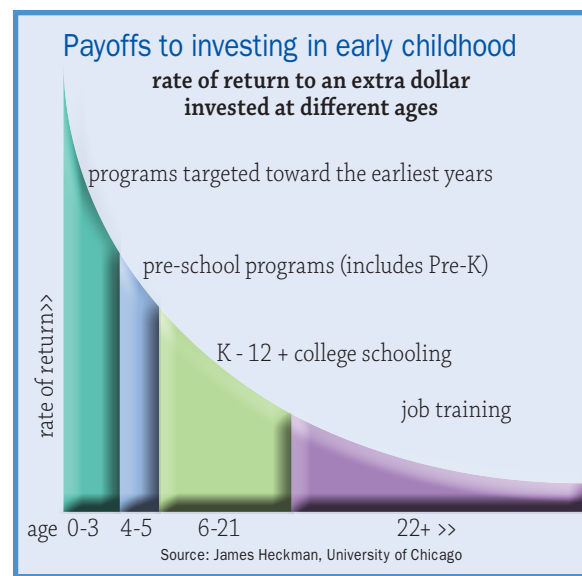 Payoffs to investing in early childhood
rate of return to an extra dollar
invested at different ages
programs targeted toward the earliest years
pre-school programs (includes Pre-K)
K - 12 + college schooling
job training
rate of return>>
age 0-3 4-5 6-21 22+ >>
Source: James Heckman, University of Chicago